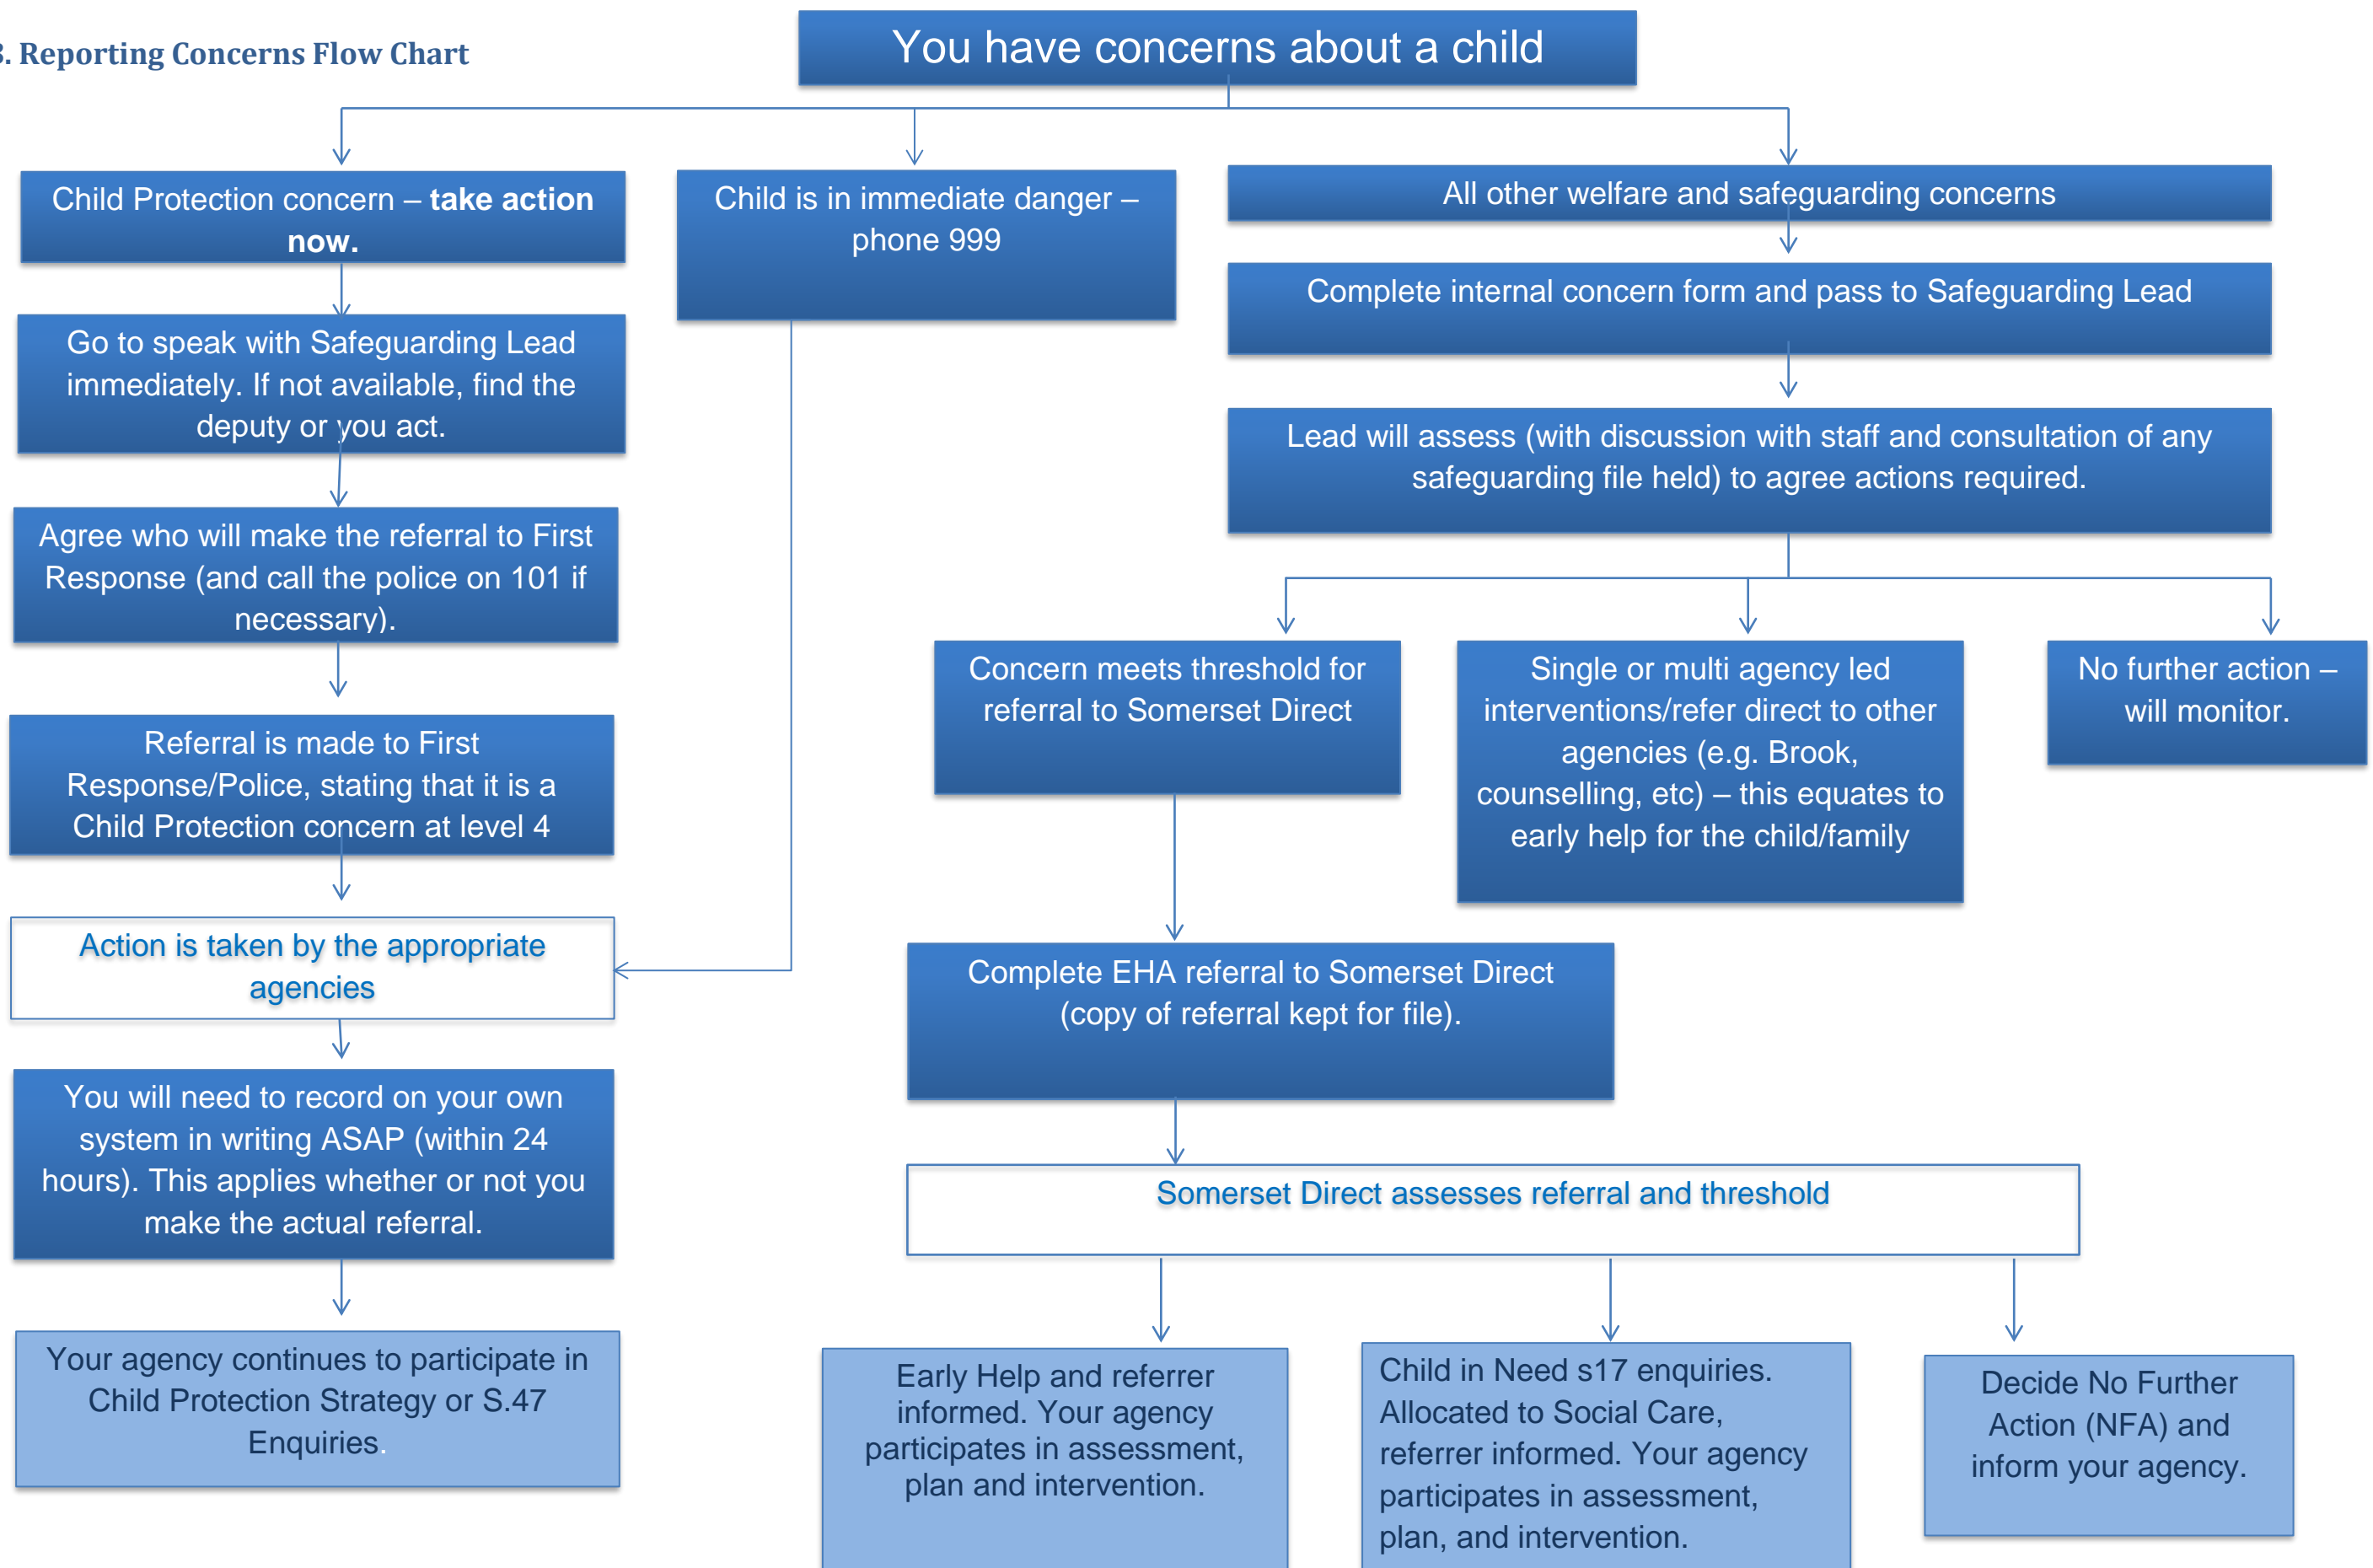 3. Reporting Concerns Flow Chart
You have concerns about a child
Child Protection concern – take action
now.
Child is in immediate danger –
phone 999
All other welfare and safeguarding concerns
Go to speak with Safeguarding Lead
immediately. If not available, find the
deputy or you act.
Complete internal concern form and pass to Safeguarding Lead
Lead will assess (with discussion with staff and consultation of any
safeguarding file held) to agree actions required.
Agree who will make the referral to First
Response (and call the police on 101 if
necessary).
Concern meets threshold for
referral to Somerset Direct
Single or multi agency led
interventions/refer direct to other
agencies (e.g. Brook,
counselling, etc) – this equates to
early help for the child/family
No further action –
will monitor.
Referral is made to First
Response/Police, stating that it is a
Child Protection concern at level 4
Action is taken by the appropriate
agencies
Complete EHA referral to Somerset Direct
(copy of referral kept for file).
You will need to record on your own
system in writing ASAP (within 24
hours). This applies whether or not you
make the actual referral.
Somerset Direct assesses referral and threshold
Your agency continues to participate in
Child Protection Strategy or S.47
Enquiries.
Early Help and referrer
informed. Your agency
participates in assessment,
plan and intervention.
Child in Need s17 enquiries.
Allocated to Social Care,
referrer informed. Your agency
participates in assessment,
plan, and intervention.
Decide No Further
Action (NFA) and
inform your agency.